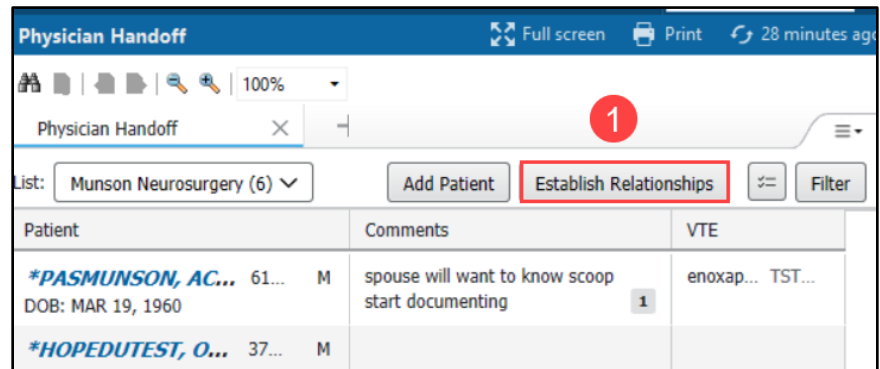 Physician Handoff Full screen Print 28 minutes ago
100%
Physician Handoff
1
List: Munson Neurosurgery (6) Add Patient Establish Relationships Filter
Patient Comments VTE
*PASMUNSON, AC... 61... M spouse will want to know scoop enoxap... TST...
DOB: MAR 19, 1960 start documenting 1
*HOPEDUTEST, O... 37... M